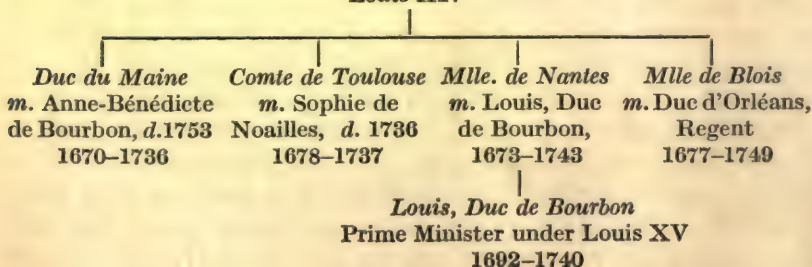 Duc du Maine
m. Anne-Bénédicte
de Bourbon, d.1753
1670–1736
Comte de Toulouse
m. Sophie de
Noailles, d. 1736
1678–1737
Mlle. de Nantes
m. Louis, Duc
de Bourbon,
1673–1743
Mlle de Blois
m. Duc d'Orléans,
Regent
1677–1749
Louis, Duc de Bourbon
Prime Minister under Louis XV
1692–1740